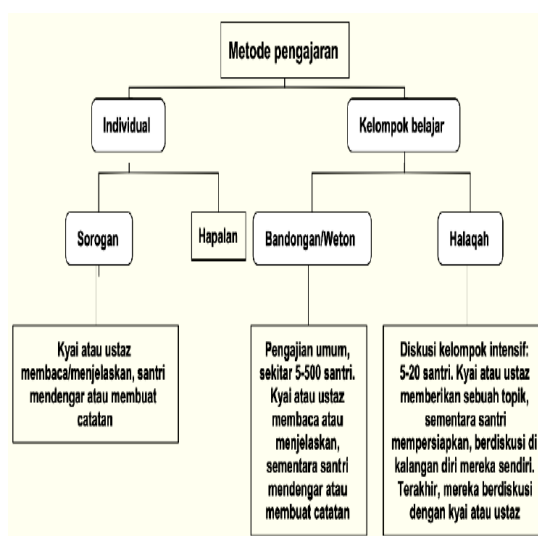 Metode pengajaran
Individual
Kelompok belajar
Sorogan
Hapalan
Bandongan/Weton
Halaqah
Kyai atau ustaz
membaca/menjelaskan, santri
mendengar atau membuat
catatan
Pengajian umum,
sekitar 5-500 santri.
Kyai atau ustaz
membaca atau
menjelaskan,
sementara santri
mendengar atau
membuat catatan
Diskusi kelompok intensif:
5-20 santri. Kyai atau ustaz
memberikan sebuah topik,
sementara santri
mempersiapkan, berdiskusi di
kalangan diri mereka sendiri.
Terakhir, mereka berdiskusi
dengan kyai atau ustaz